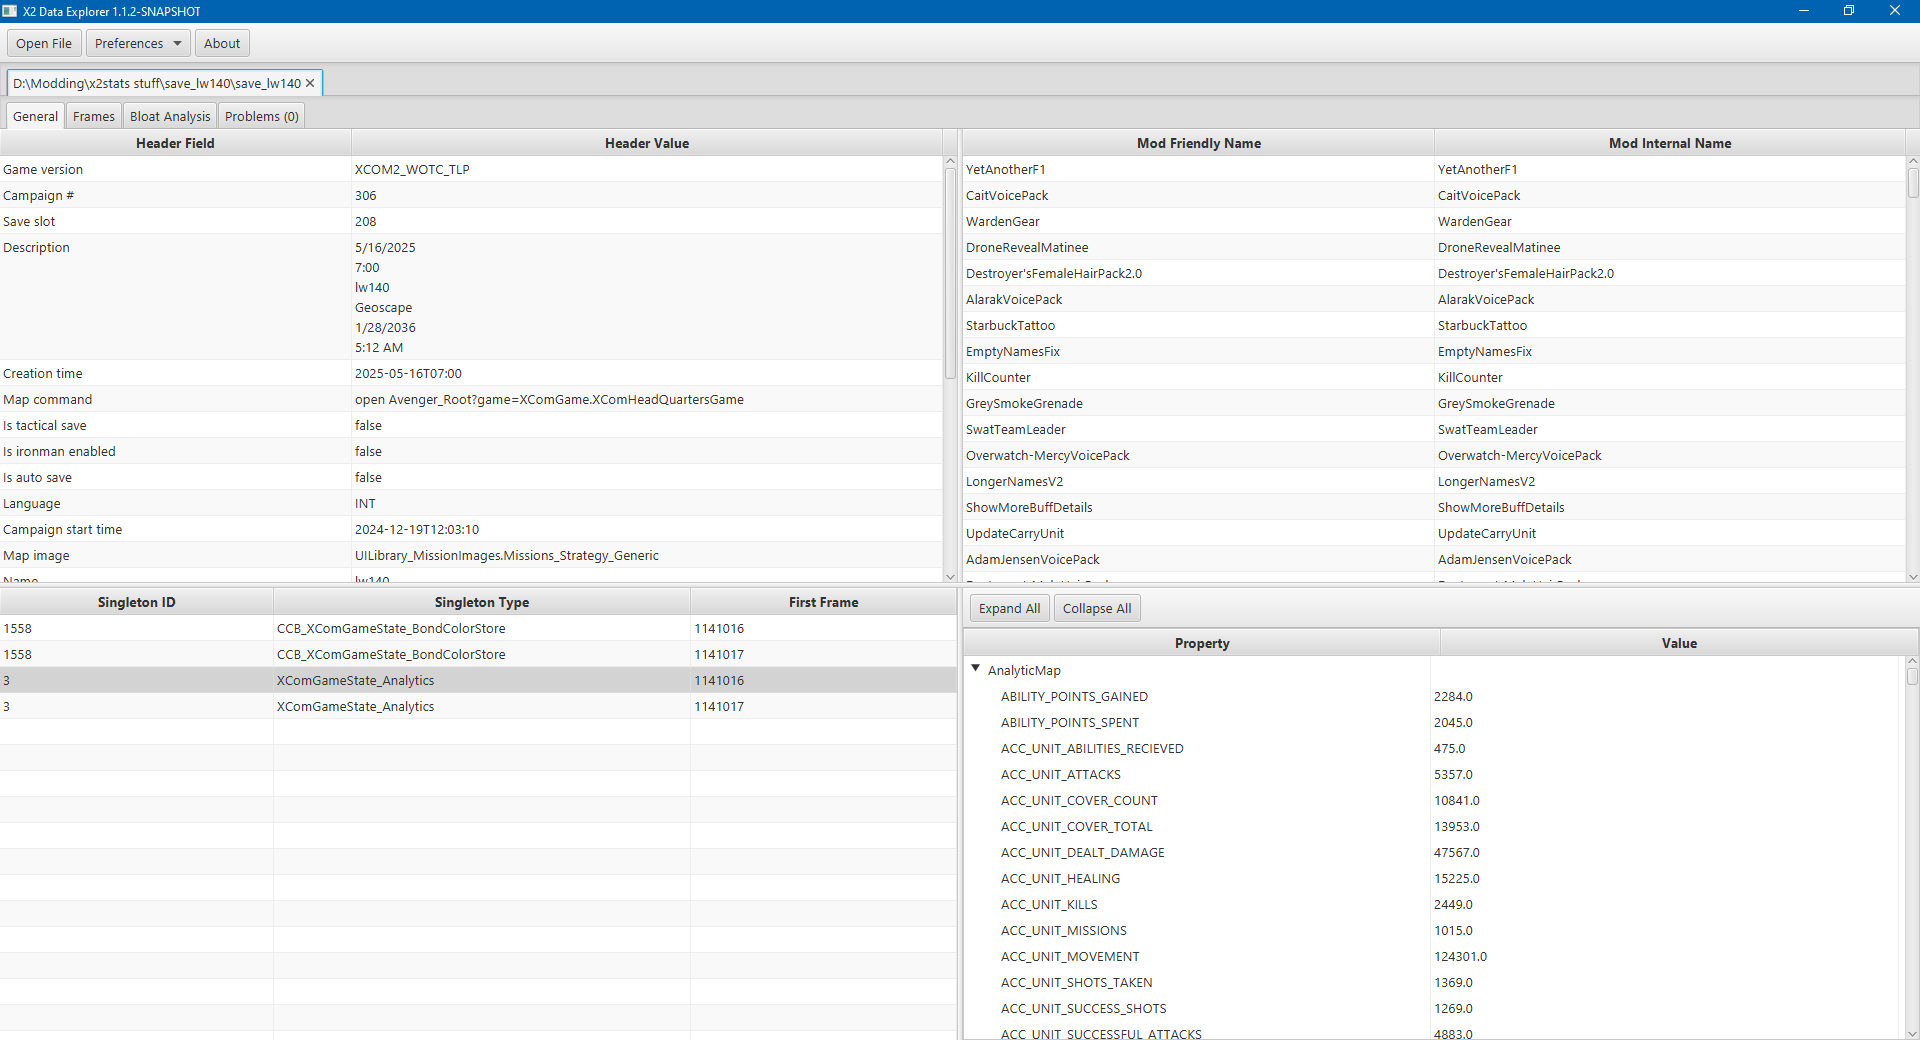 X2 Data Explorer 1.1.2-SNAPSHOT
Open File Preferences About
D:\Modding\x2stats stuff\save_lw140\save_lw140
General Frames Bloat Analysis Problems (0)
Header Field Header Value
Game version XCOM2_WOTC_TLP
Campaign # 306
Save slot 208
Description 5/16/2025
7:00
lw140
Geoscape
1/28/2036
5:12 AM
Creation time 2025-05-16T07:00
Map command open Avenger_Root?game=XComGame.XComHeadQuartersGame
Is tactical save false
Is ironman enabled false
Is auto save false
Language INT
Campaign start time 2024-12-19T12:03:10
Map image UILibrary_MissionImages.Missions_Strategy_Generic
Name lw140
Mod Friendly Name Mod Internal Name
YetAnotherF1 YetAnotherF1
CaitVoicePack CaitVoicePack
WardenGear WardenGear
DroneRevealMatinee DroneRevealMatinee
Destroyer'sFemaleHairPack2.0 Destroyer'sFemaleHairPack2.0
AlarakVoicePack AlarakVoicePack
StarbuckTattoo StarbuckTattoo
EmptyNamesFix EmptyNamesFix
KillCounter KillCounter
GreySmokeGrenade GreySmokeGrenade
SwatTeamLeader SwatTeamLeader
Overwatch-MercyVoicePack Overwatch-MercyVoicePack
LongerNamesV2 LongerNamesV2
ShowMoreBuffDetails ShowMoreBuffDetails
UpdateCarryUnit UpdateCarryUnit
AdamJensenVoicePack AdamJensenVoicePack
Singleton ID Singleton Type First Frame
1558 CCB_XComGameState_BondColorStore 1141016
1558 CCB_XComGameState_BondColorStore 1141017
3 XComGameState_Analytics 1141016
3 XComGameState_Analytics 1141017
Expand All Collapse All
Property Value
AnalyticMap
ABILITY_POINTS_GAINED 2284.0
ABILITY_POINTS_SPENT 2045.0
ACC_UNIT_ABILITIES_RECIEVED 475.0
ACC_UNIT_ATTACKS 5357.0
ACC_UNIT_COVER_COUNT 10841.0
ACC_UNIT_COVER_TOTAL 13953.0
ACC_UNIT_DEALT_DAMAGE 47567.0
ACC_UNIT_HEALING 15225.0
ACC_UNIT_KILLS 2449.0
ACC_UNIT_MISSIONS 1015.0
ACC_UNIT_MOVEMENT 124301.0
ACC_UNIT_SHOTS_TAKEN 1369.0
ACC_UNIT_SUCCESS_SHOTS 1269.0
ACC_UNIT_SUCCESSFUL_ATTACKS 4883.0